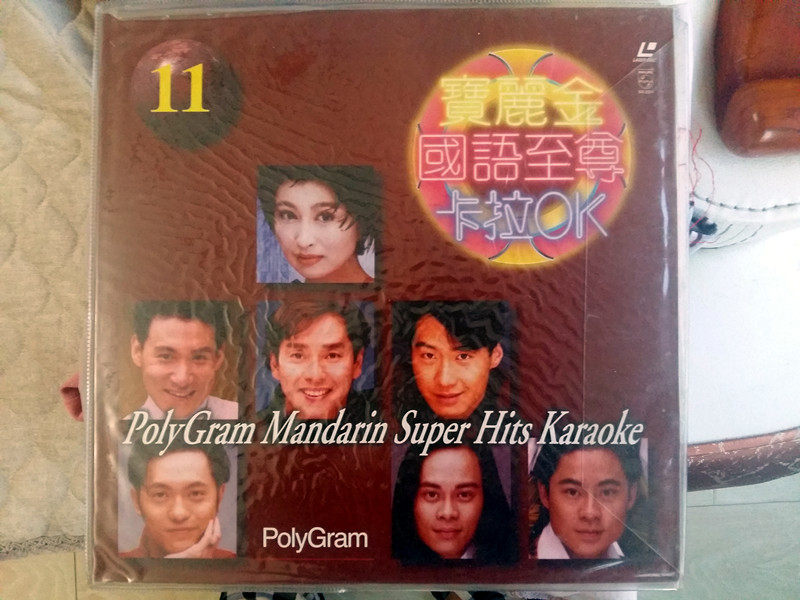 11
寶麗金
國語至尊
卡拉OK
PolyGram Mandarin Super Hits Karaoke
PolyGram